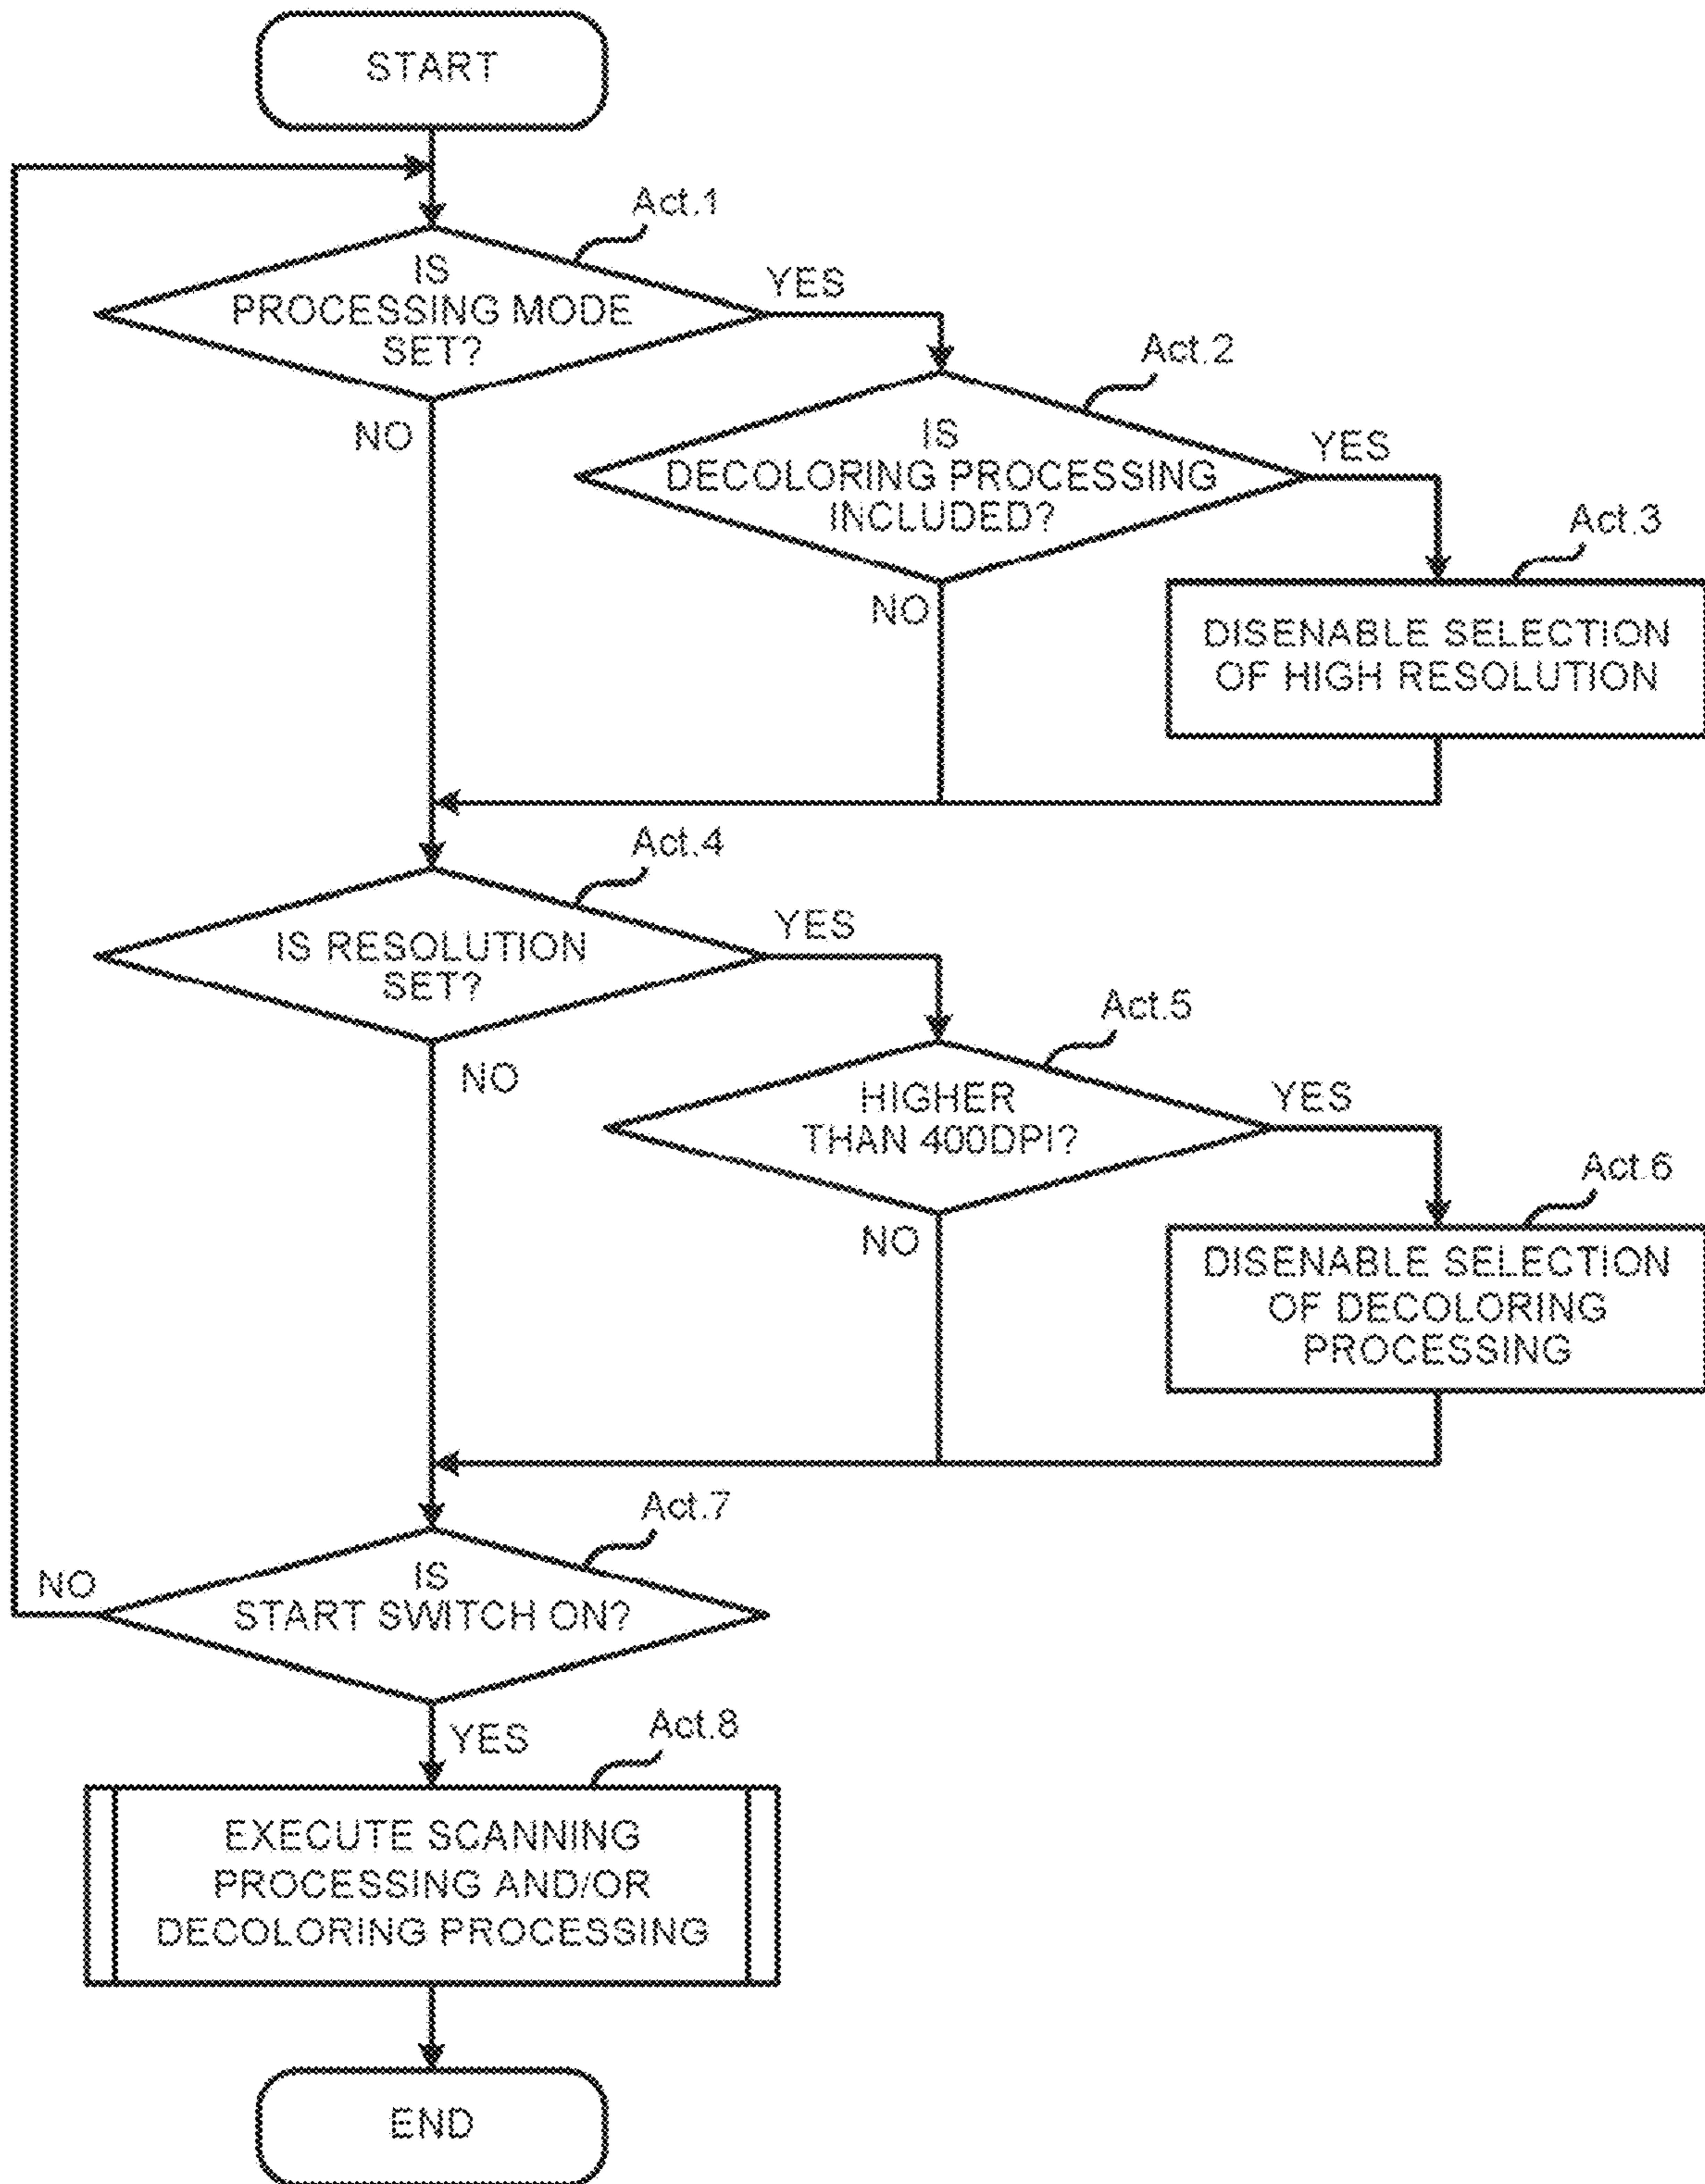 START
Act.1
IS
PROCESSING MODE
SET?
YES
NO
Act.2
IS
DECOLORING PROCESSING
INCLUDED?
YES
NO
Act.3
DISENABLE SELECTION
OF HIGH RESOLUTION
Act.4
IS RESOLUTION
SET?
YES
NO
Act.5
HIGHER
THAN 400DPI?
YES
NO
Act.6
DISENABLE SELECTION
OF DECOLORING
PROCESSING
Act.7
IS
START SWITCH ON?
NO
YES
Act.8
EXECUTE SCANNING
PROCESSING AND/OR
DECOLORING PROCESSING
END